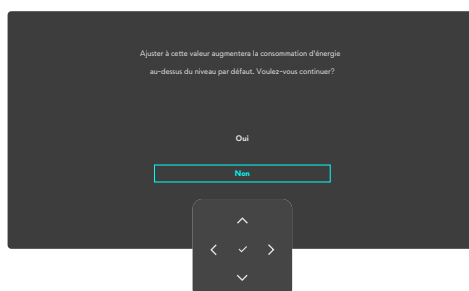 Ajuster à cette valeur augmentera la consommation d'énergie
au-dessus du niveau par défaut. Voulez-vous continuer?
Oui
Non